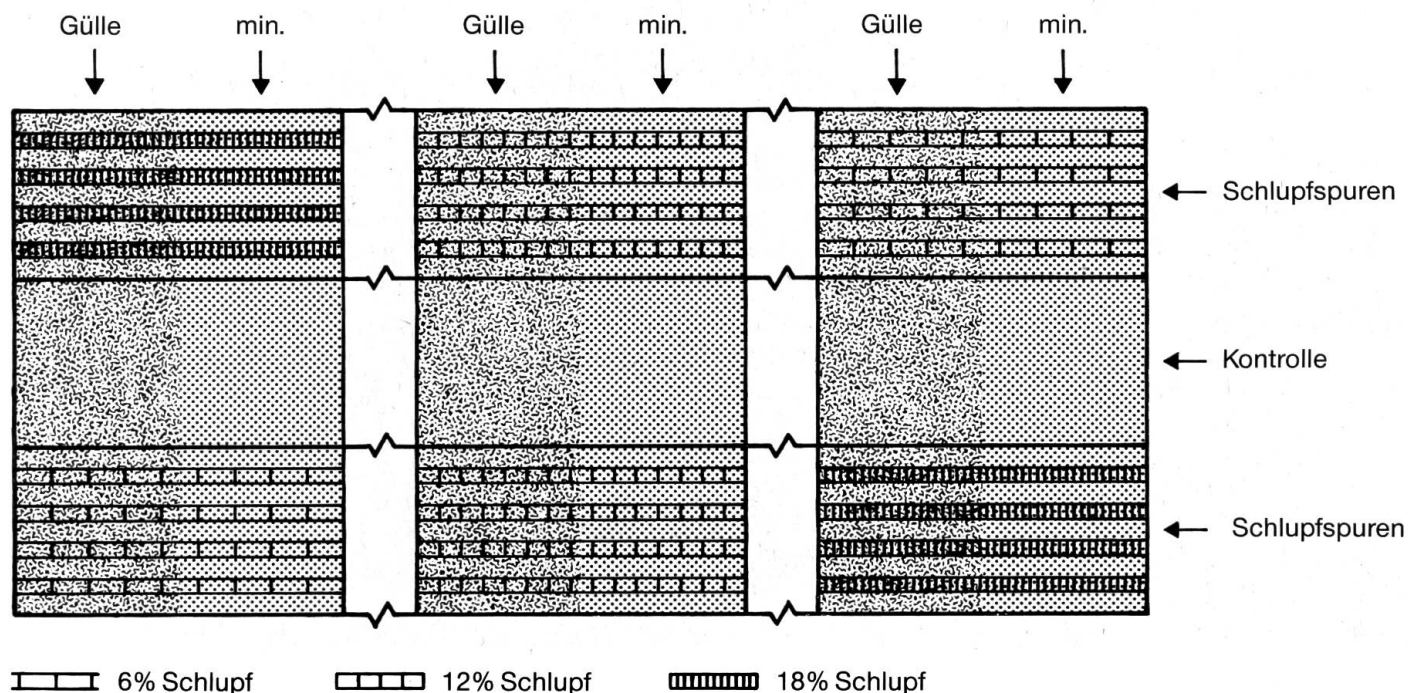 Gülle min. Gülle min. Gülle min.
Schlupfspuren
Kontrolle
Schlupfspuren
6% Schlupf 12% Schlupf 18% Schlupf